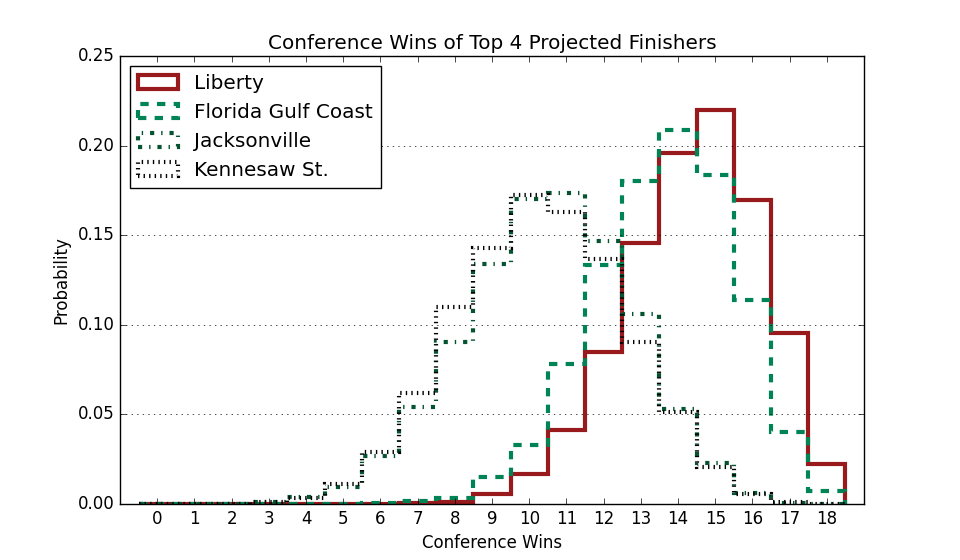 Conference Wins of Top 4 Projected Finishers
0.25
Liberty
Florida Gulf Coast
Jacksonville
Kennesaw St.
0.20
0.15
0.10
0.05
0.00
Probability
0 1 2 3 4 5 6 7 8 9 10 11 12 13 14 15 16 17 18
Conference Wins